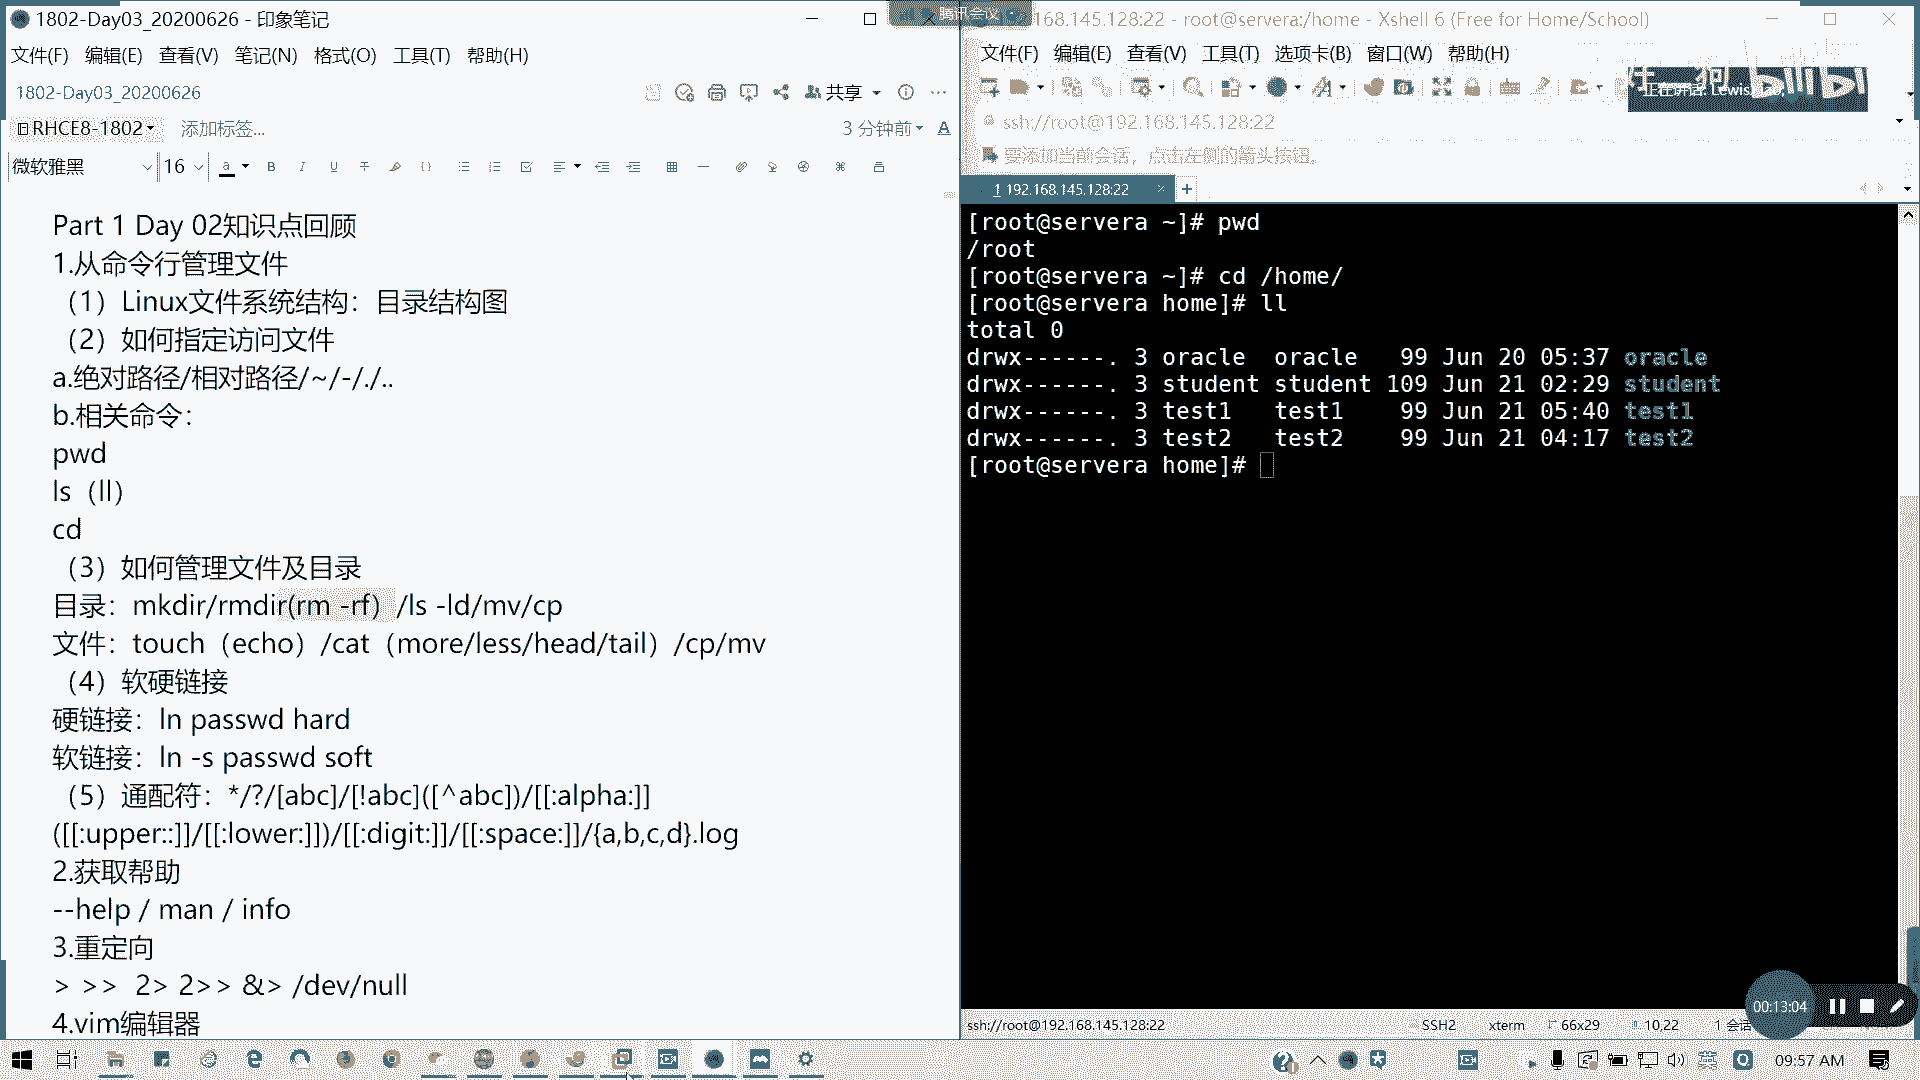 1802-Day03_20200626 - 印象笔记
文件(F) 编辑(E) 查看(V) 笔记(N) 格式(O) 工具(T) 帮助(H)
1802-Day03_20200626
共享
RHCE8-1802 添加标签...
3 分钟前
微软雅黑 16
Part 1 Day 02知识点回顾
1.从命令行管理文件
（1）Linux文件系统结构：目录结构图
（2）如何指定访问文件
a.绝对路径/相对路径/~/-/./..
b.相关命令：
pwd
ls（ll）
cd
（3）如何管理文件及目录
目录：mkdir/rmdir(rm -rf）/ls -ld/mv/cp
文件：touch（echo）/cat（more/less/head/tail）/cp/mv
（4）软硬链接
硬链接：ln passwd hard
软链接：ln -s passwd soft
（5）通配符：*/?/[abc]/[!abc]([^abc])/[[:alpha:]]
([[:upper::]]/[[:lower:]])/[[:digit:]]/[[:space:]]/{a,b,c,d}.log
2.获取帮助
--help / man / info
3.重定向
> >>  2> 2>> &> /dev/null
4.vim编辑器
腾讯会议
192.168.145.128:22 - root@servera:/home - Xshell 6 (Free for Home/School)
文件(F) 编辑(E) 查看(V) 工具(T) 选项卡(B) 窗口(W) 帮助(H)
正在讲话: Lewis
bilibi
ssh://root@192.168.145.128:22
要添加当前会话，点击左侧的箭头按钮。
1 192.168.145.128:22
[root@servera ~]# pwd
/root
[root@servera ~]# cd /home/
[root@servera home]# ll
total 0
drwx------. 3 oracle  oracle   99 Jun 20 05:37 oracle
drwx------. 3 student student 109 Jun 21 02:29 student
drwx------. 3 test1   test1    99 Jun 21 05:40 test1
drwx------. 3 test2   test2    99 Jun 21 04:17 test2
[root@servera home]#
00:13:04
ssh://root@192.168.145.128:22 SSH2 xterm 66x29 10,22 1 会话
英 09:57 AM